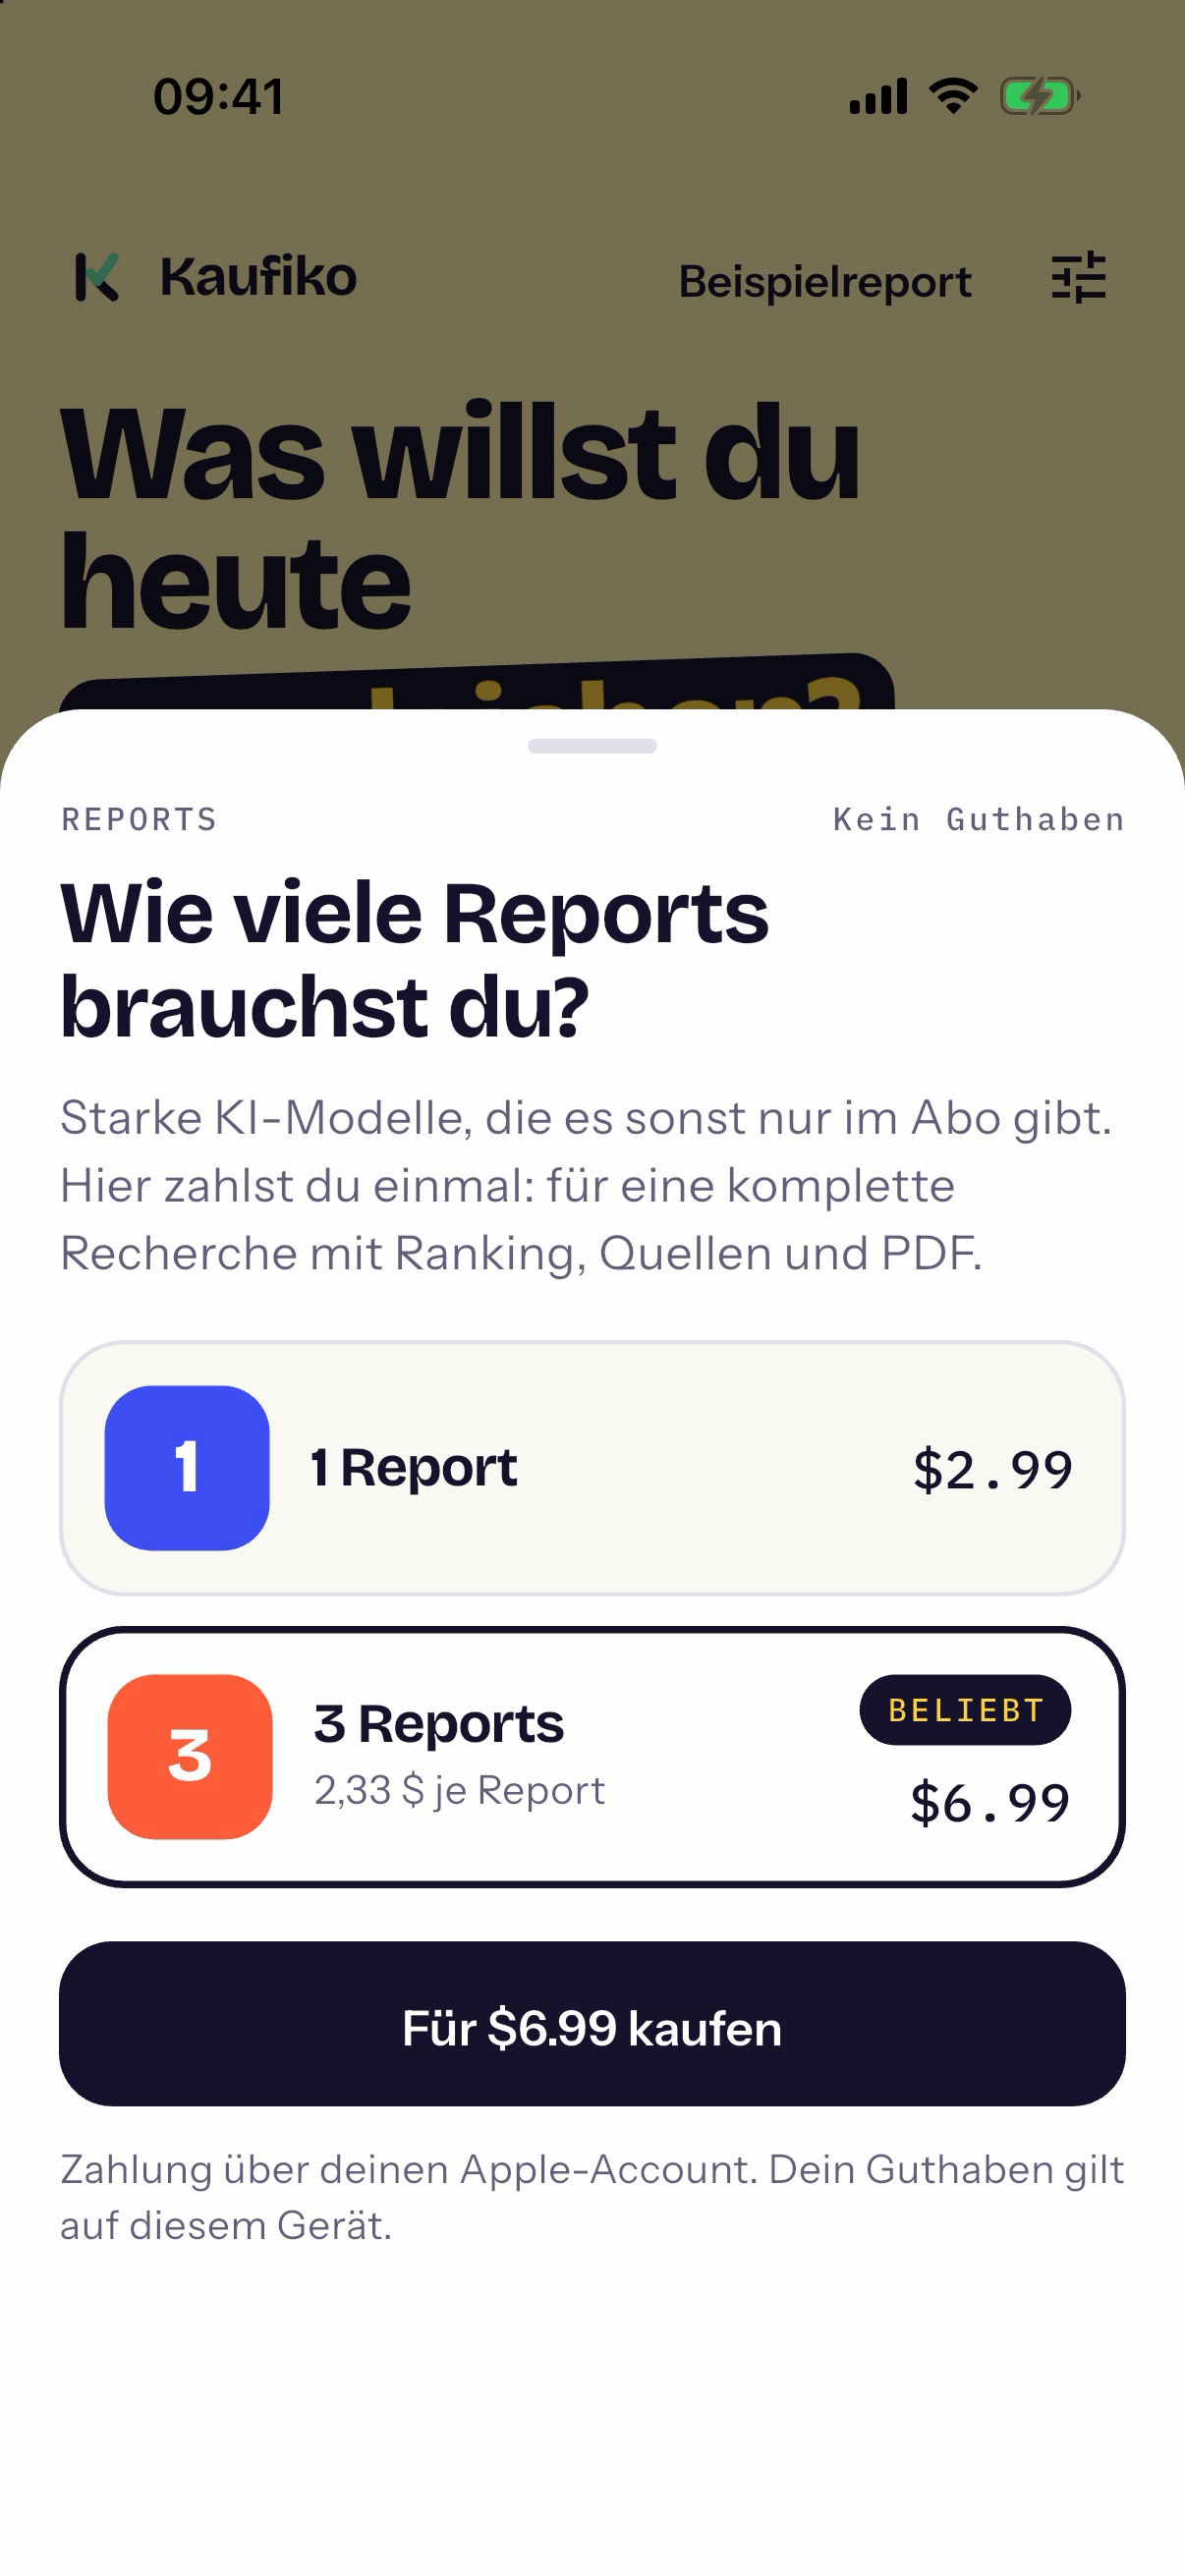 09:41
Kaufiko
Beispielreport
Was willst du
heute
REPORTS
Kein Guthaben
Wie viele Reports
brauchst du?
Starke KI-Modelle, die es sonst nur im Abo gibt.
Hier zahlst du einmal: für eine komplette
Recherche mit Ranking, Quellen und PDF.
1
1 Report
$2.99
3
3 Reports
2,33 $ je Report
BELIEBT
$6.99
Für $6.99 kaufen
Zahlung über deinen Apple-Account. Dein Guthaben gilt
auf diesem Gerät.